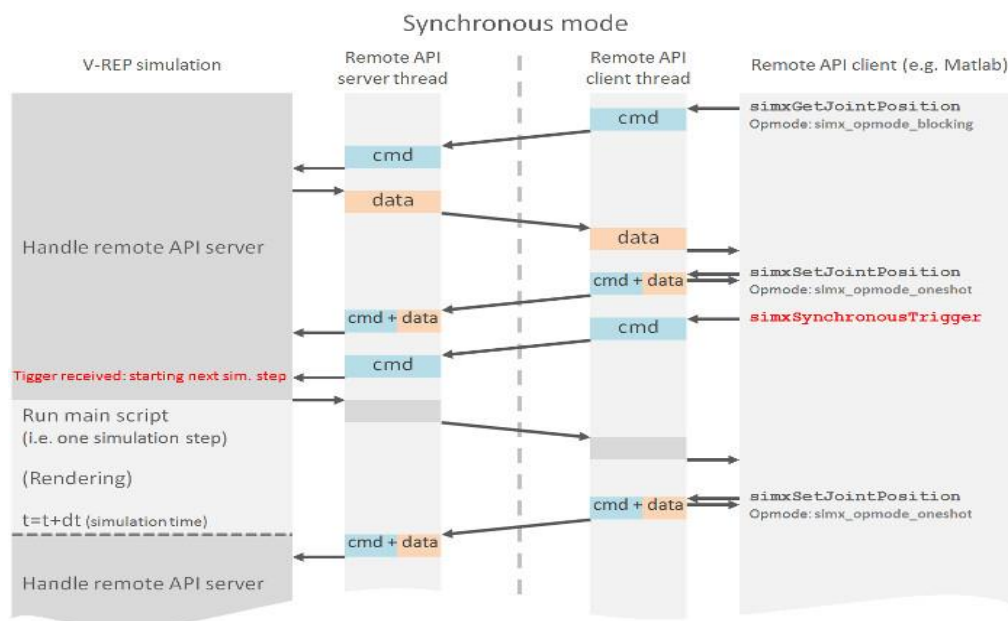 Synchronous mode
V-REP simulation
Remote API
server thread
Remote API
client thread
Remote API client (e.g. Matlab)
simxGetJointPosition
Opmode: simx_opmode_blocking
cmd
cmd
data
Handle remote API server
data
simxSetJointPosition
Opmode: simx_opmode_oneshot
cmd + data
cmd + data
simxSynchronousTrigger
cmd
cmd
Tigger received: starting next sim. step
Run main script
(i.e. one simulation step)
(Rendering)
simxSetJointPosition
Opmode: simx_opmode_oneshot
cmd + data
t=t+dt (simulation time)
cmd + data
Handle remote API server